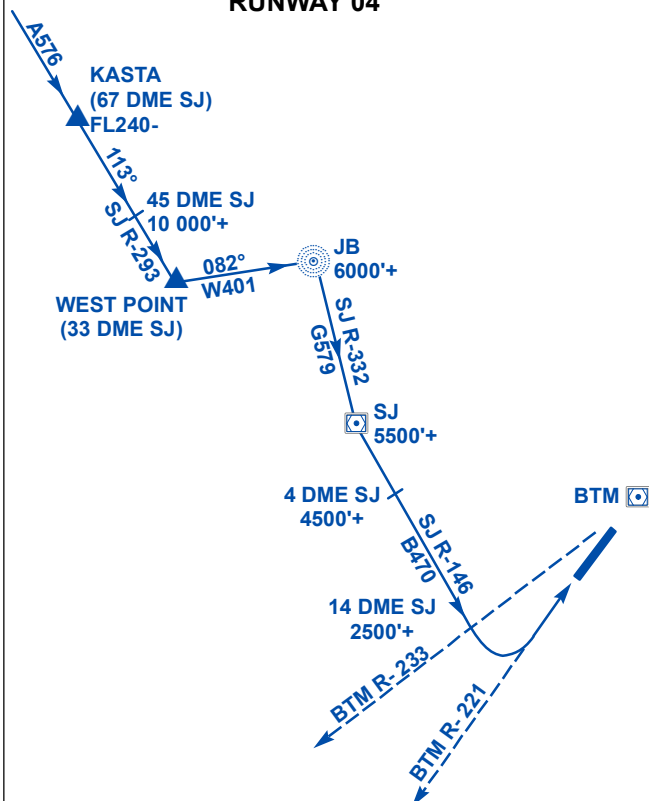 RUNWAY 04
A576
KASTA
(67 DME SJ)
FL240-
113°
SJ R-293
45 DME SJ
10 000'+
WEST POINT
(33 DME SJ)
082°
W401
JB
6000'+
SJ R-332
G579
SJ
5500'+
4 DME SJ
4500'+
BTM
SJ R-146
B470
14 DME SJ
2500'+
BTM R- 233
BTM R- 221